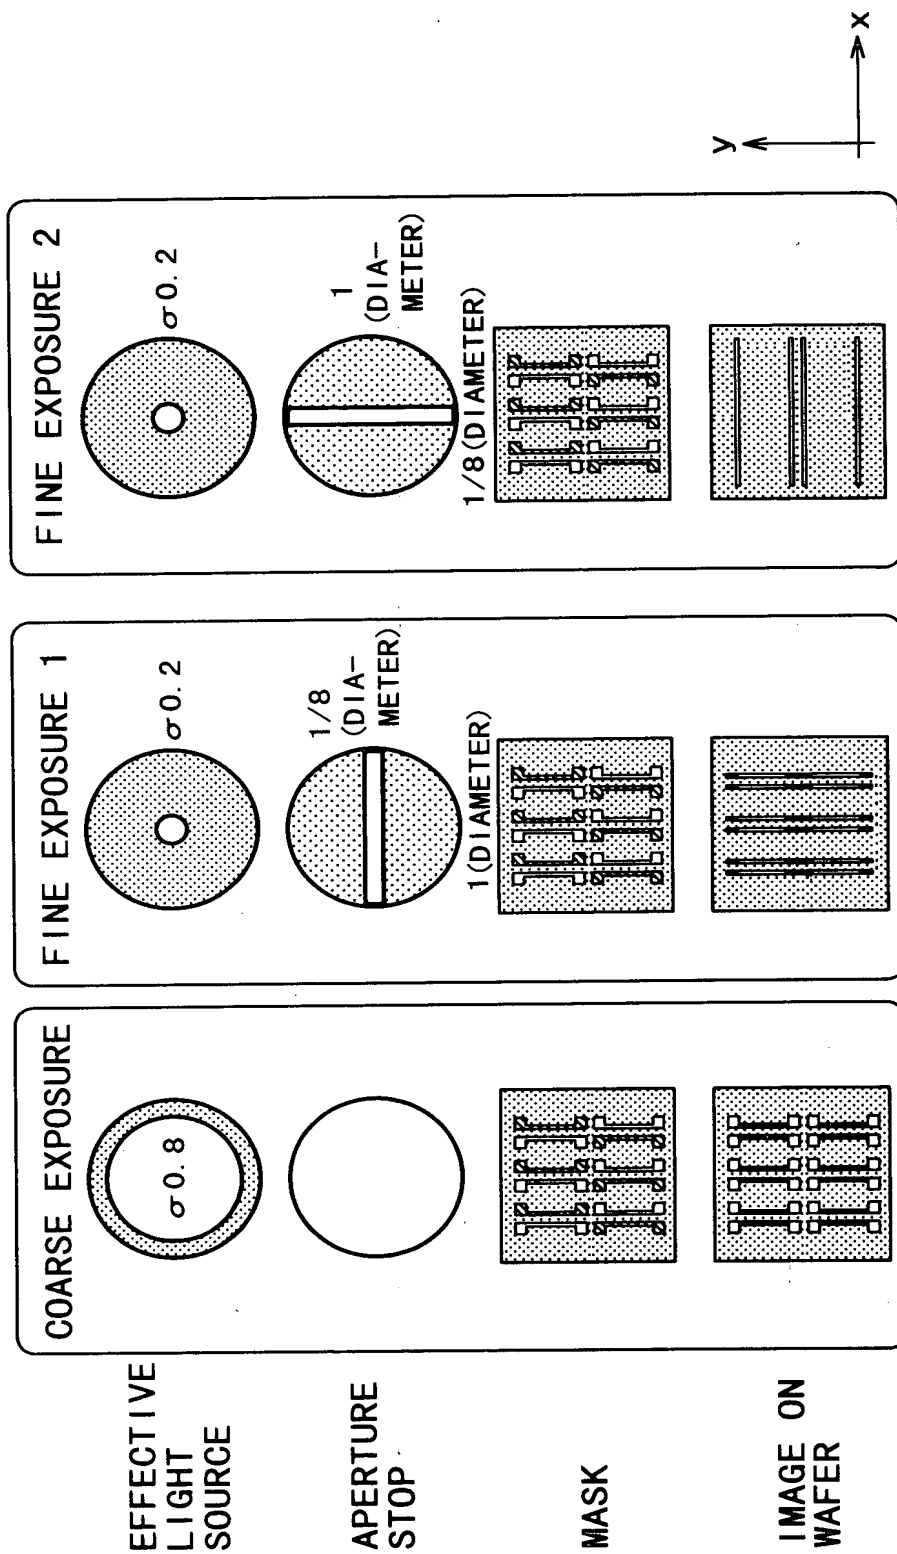 COARSE EXPOSURE
FINE EXPOSURE 1
FINE EXPOSURE 2
EFFECTIVE
LIGHT
SOURCE
σ0.8
σ0.2
σ0.2
APERTURE
STOP
1/8
(DIA-
METER)
1(DIAMETER)
1
(DIA-
METER)
1/8(DIAMETER)
MASK
IMAGE ON
WAFER
y
x